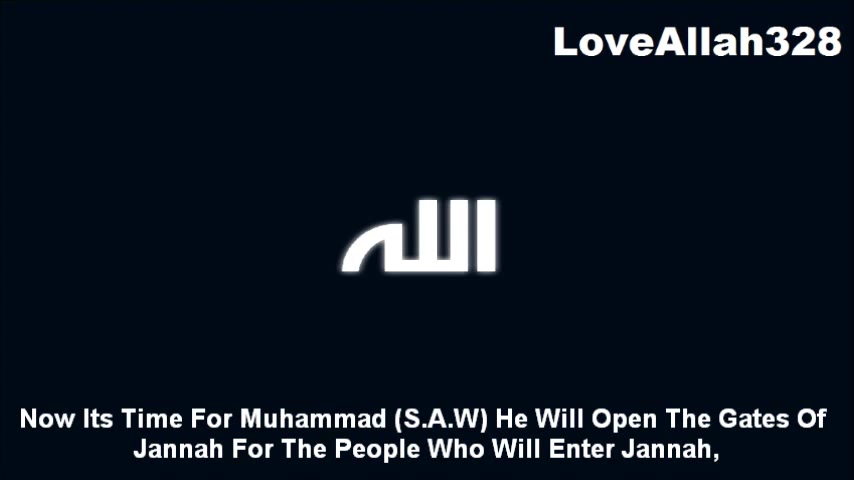 LoveAllah328
الله
Now Its Time For Muhammad (S.A.W) He Will Open The Gates Of
Jannah For The People Who Will Enter Jannah,